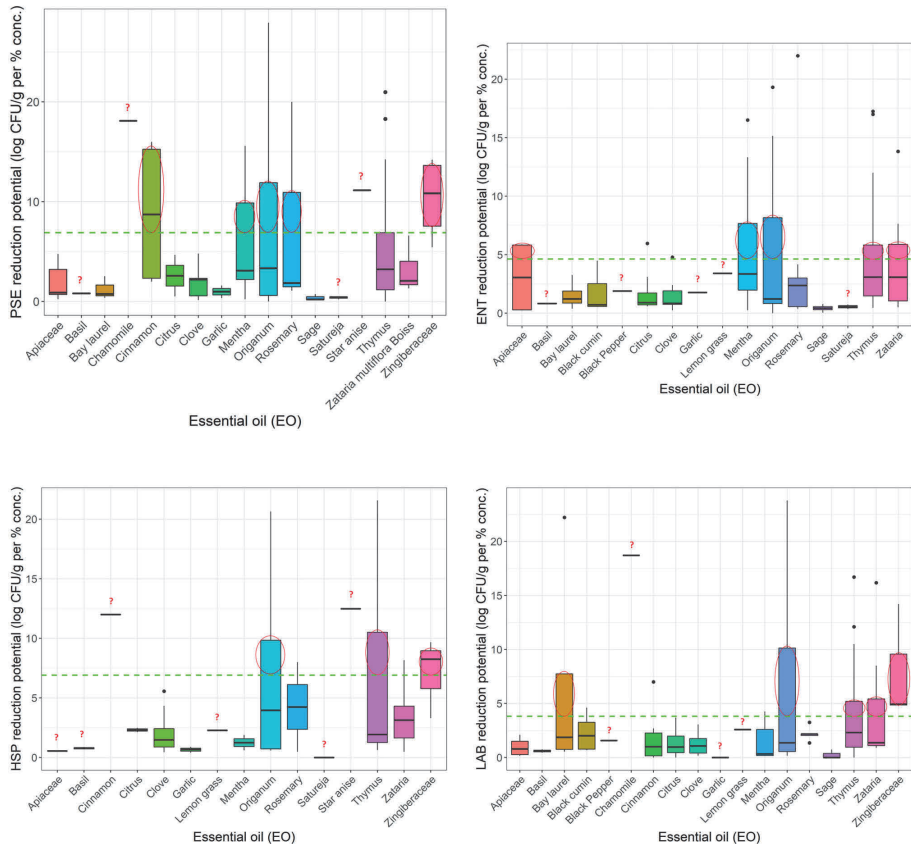 PSE reduction potential (log CFU/g per % conc.)
20
10
0
?
?
?
?
Apiaceae
Basil
Bay laurel
Chamomile
Cinnamon
Citrus
Clove
Garlic
Mentha
Origanum
Rosemary
Sage
Satureja
Star anise
Thymus
Zataria multiflora Boiss
Zingiberaceae
Essential oil (EO)
ENT reduction potential (log CFU/g per % conc.)
20
15
10
5
0
?
?
?
?
?
Apiaceae
Basil
Bay laurel
Black cumin
Black Pepper
Citrus
Clove
Garlic
Lemon grass
Mentha
Origanum
Rosemary
Sage
Satureja
Thymus
Zataria
Essential oil (EO)
HSP reduction potential (log CFU/g per % conc.)
20
15
10
5
0
?
?
?
?
?
?
Apiaceae
Basil
Cinnamon
Citrus
Clove
Garlic
Lemon grass
Mentha
Origanum
Rosemary
Satureja
Star anise
Thymus
Zataria
Zingiberaceae
Essential oil (EO)
LAB reduction potential (log CFU/g per % conc.)
25
20
15
10
5
0
?
?
?
?
Apiaceae
Basil
Bay laurel
Black cumin
Black Pepper
Chamomile
Cinnamon
Citrus
Clove
Garlic
Lemon grass
Mentha
Origanum
Rosemary
Sage
Thymus
Zataria
Zingiberaceae
Essential oil (EO)